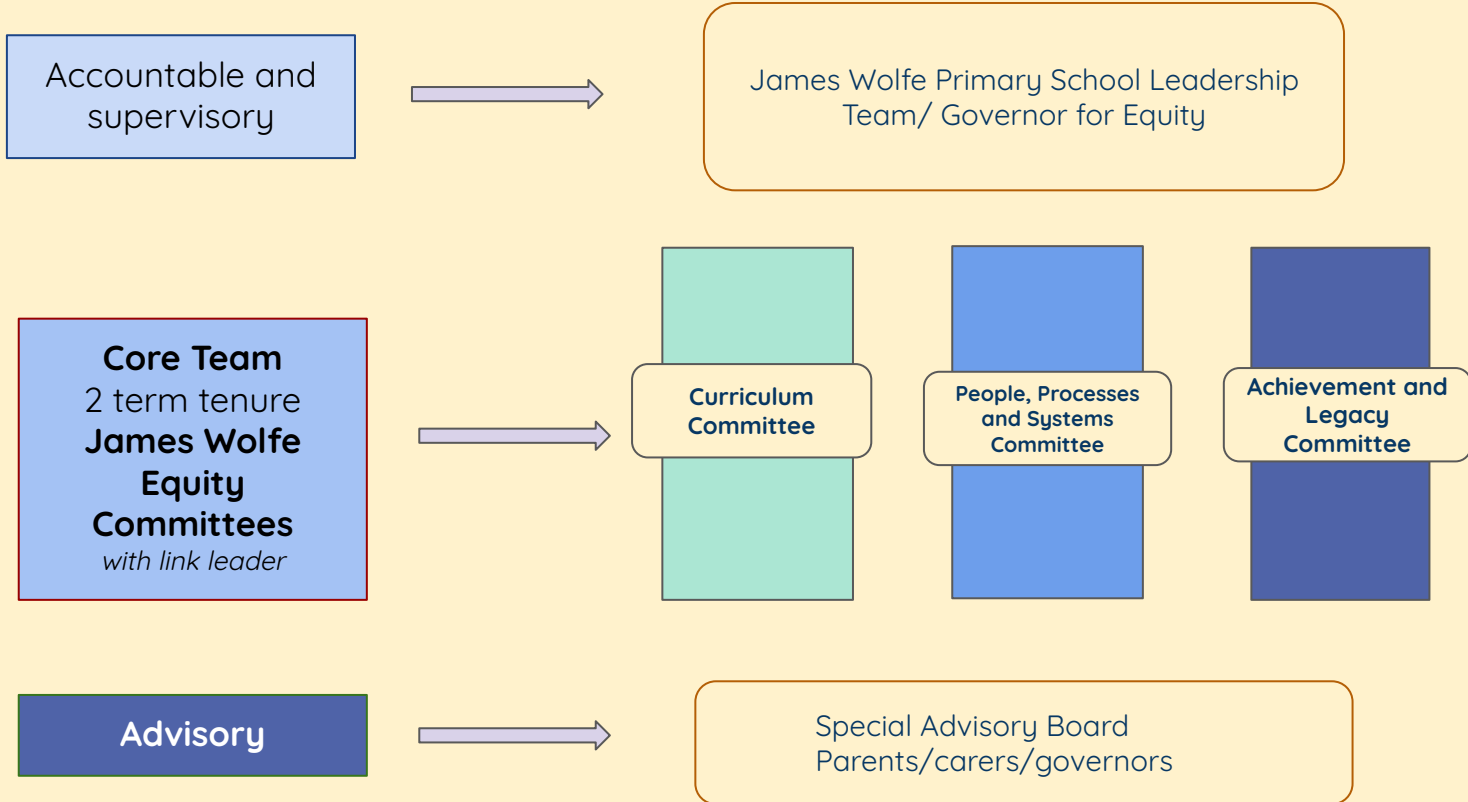 Accountable and
supervisory
James Wolfe Primary School Leadership
Team/ Governor for Equity
Core Team
2 term tenure
James Wolfe
Equity
Committees
with link leader
Curriculum
Committee
People, Processes
and Systems
Committee
Achievement and
Legacy
Committee
Advisory
Special Advisory Board
Parents/carers/governors